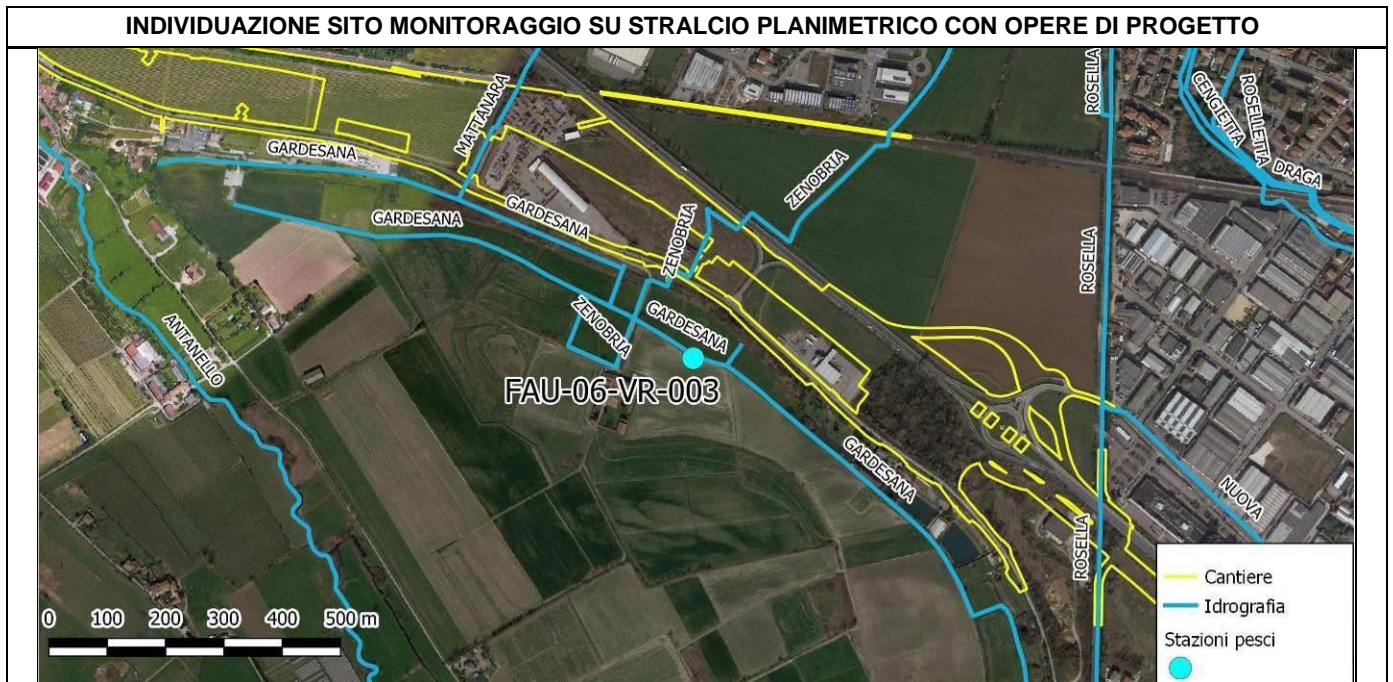 INDIVIDUAZIONE SITO MONITORAGGIO SU STRALCIO PLANIMETRICO CON OPERE DI PROGETTO
ROSELLA
CENGIETTA
ROSELLETTA
MATTANARA
GARDESANA
ZENOBRIA
DRAGA
GARDESANA
GARDESANA
ZENOBRIA
ROSELLA
ZENOBRIA
GARDESANA
ANTANELLO
FAU-06-VR-003
GARDESANA
NUOVA
ROSELLA
Cantiere
Idrografia
Stazioni pesci
0 100 200 300 400 500 m